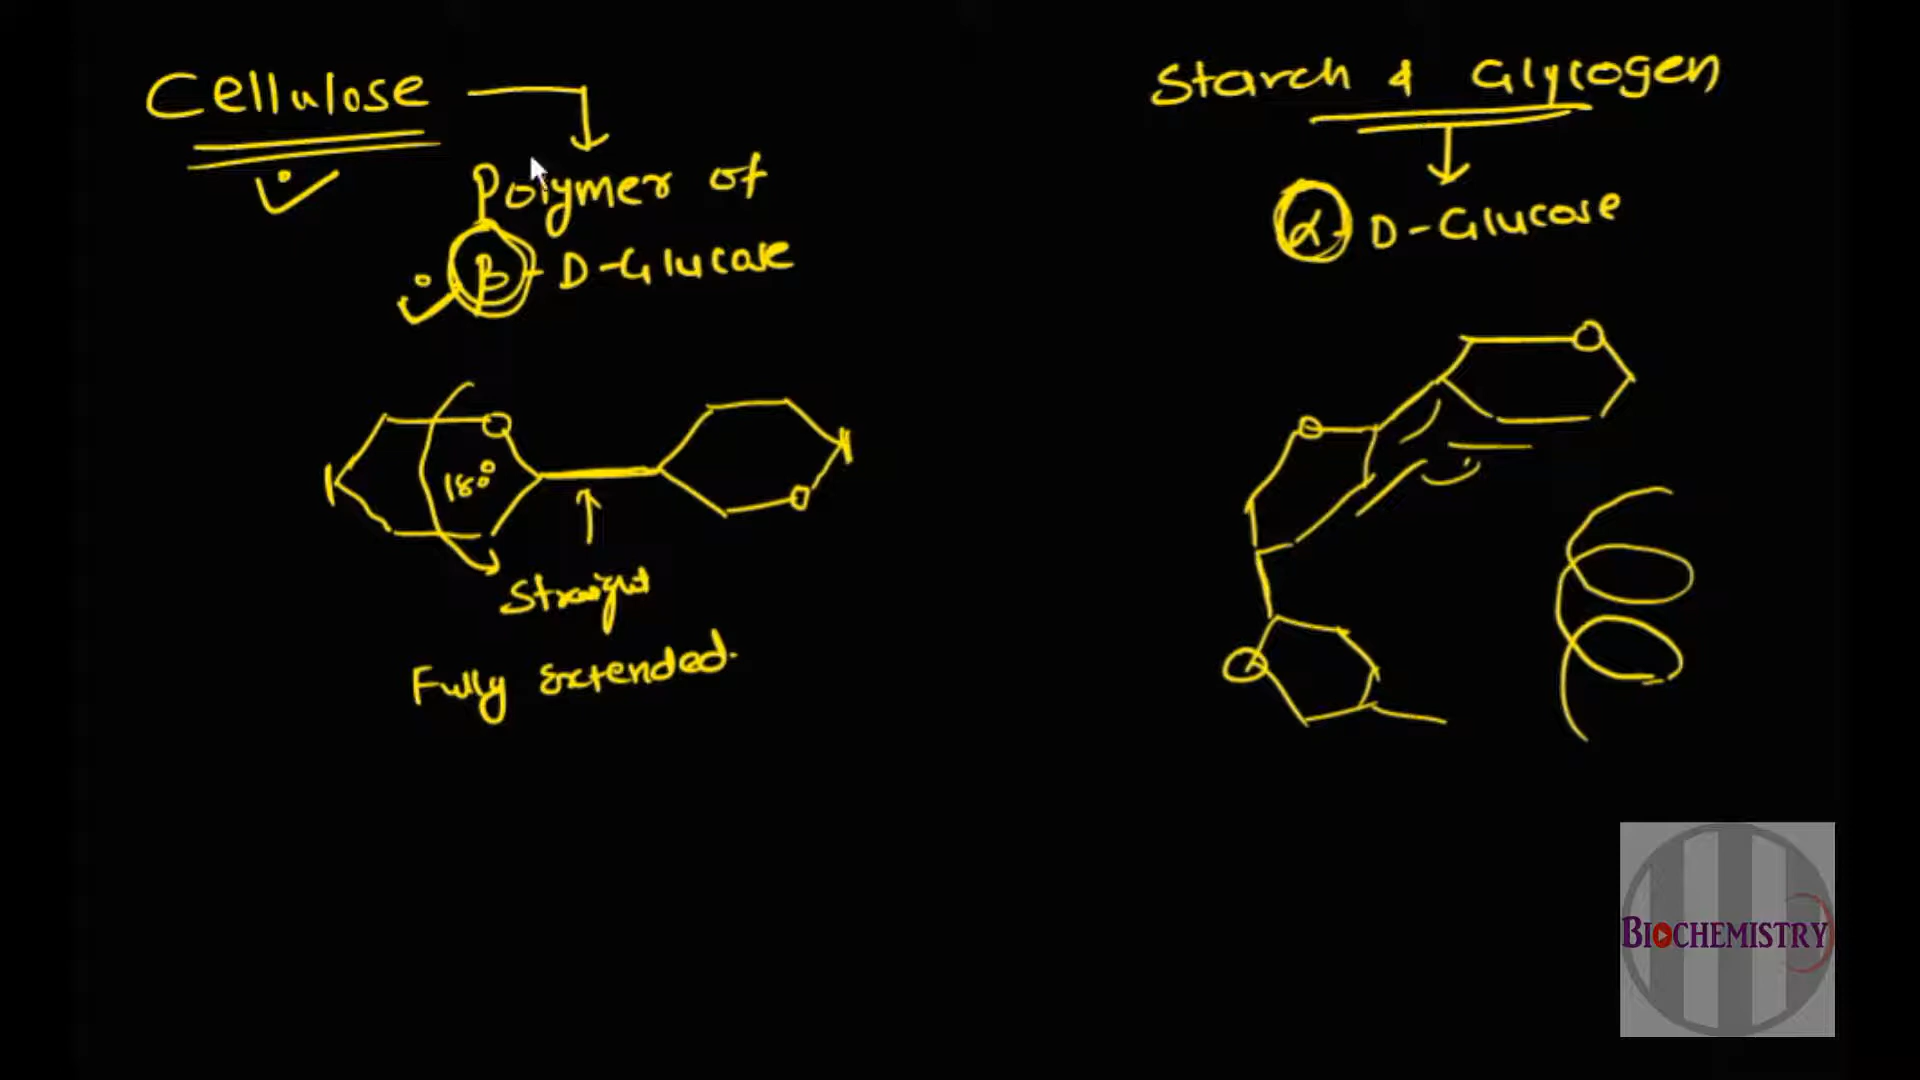 Cellulose
Polymer of
β - D-Glucose
180°
Straight
Fully Extended.
Starch & Glycogen
α - D-Glucose
BIOCHEMISTRY